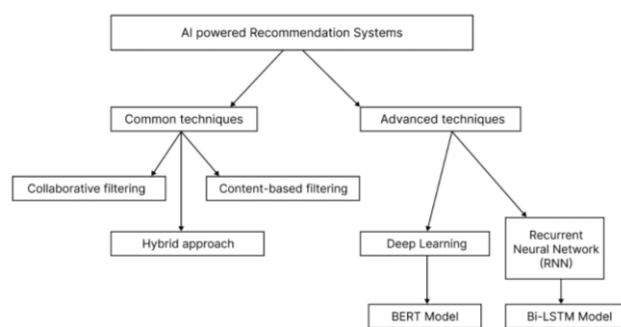 AI powered Recommendation Systems
Common techniques
Advanced techniques
Collaborative filtering
Content-based filtering
Hybrid approach
Deep Learning
Recurrent
Neural Network
(RNN)
BERT Model
Bi-LSTM Model